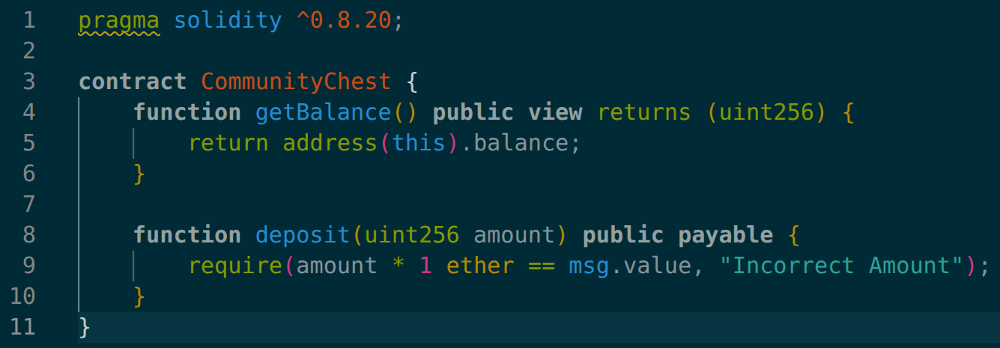 1 pragma solidity ^0.8.20;
2
3 contract CommunityChest {
4     function getBalance() public view returns (uint256) {
5         return address(this).balance;
6     }
7
8     function deposit(uint256 amount) public payable {
9         require(amount * 1 ether == msg.value, "Incorrect Amount");
10     }
11 }